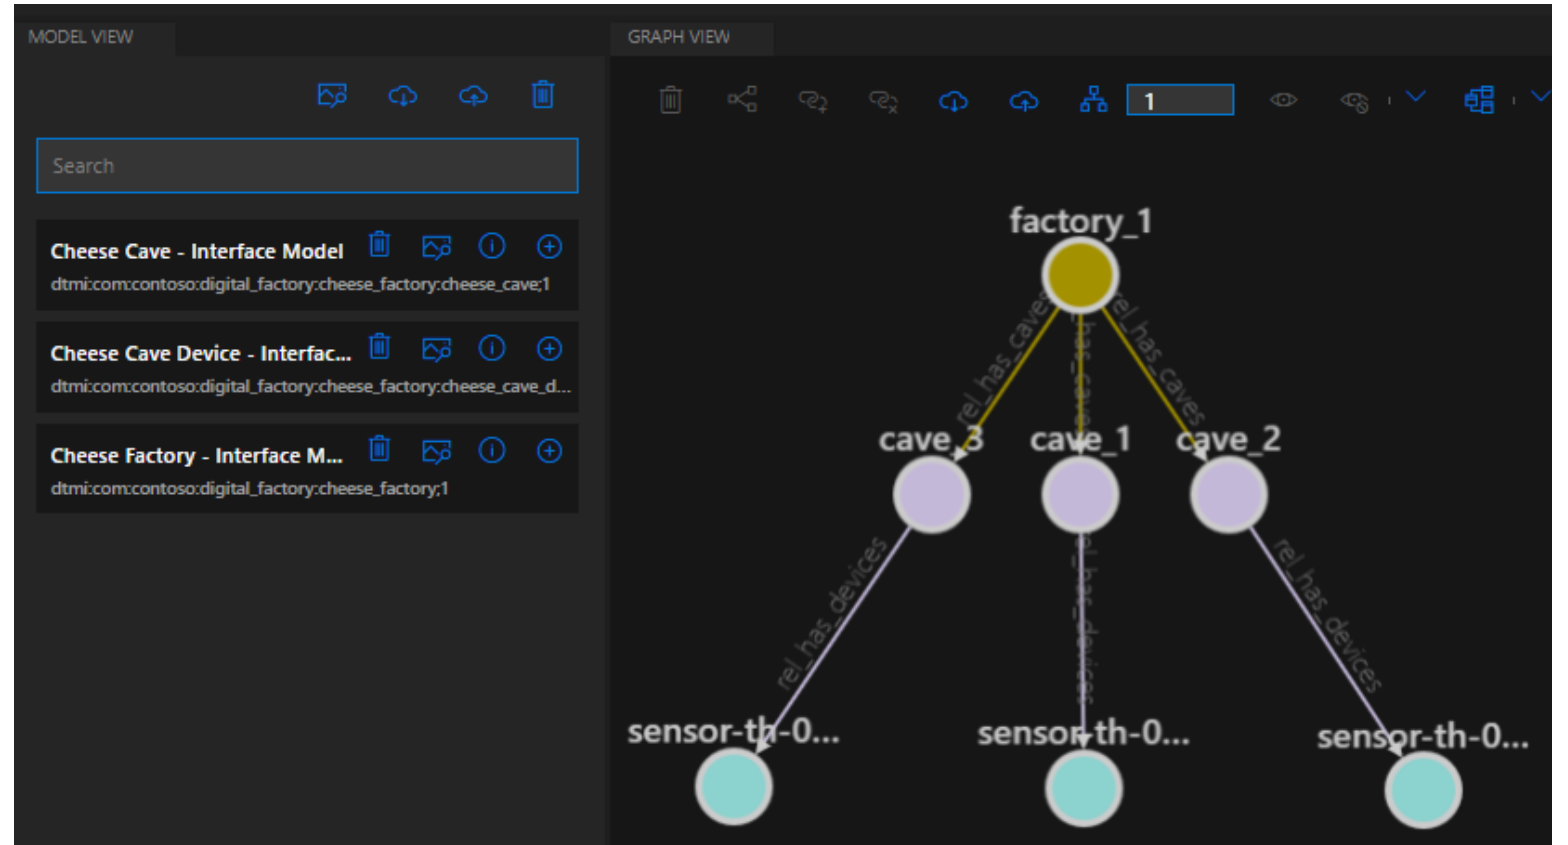 MODEL VIEW
GRAPH VIEW
1
Search
Cheese Cave - Interface Model
dtmi:com:contoso:digital_factory:cheese_factory:cheese_cave;1
Cheese Cave Device - Interfac...
dtmi:com:contoso:digital_factory:cheese_factory:cheese_cave_d...
Cheese Factory - Interface M...
dtmi:com:contoso:digital_factory:cheese_factory;1
factory_1
rel_has_caves
rel_has_caves
rel_has_caves
cave_3
cave_1
cave_2
rel_has_devices
rel_has_devices
rel_has_devices
sensor-th-0...
sensor-th-0...
sensor-th-0...